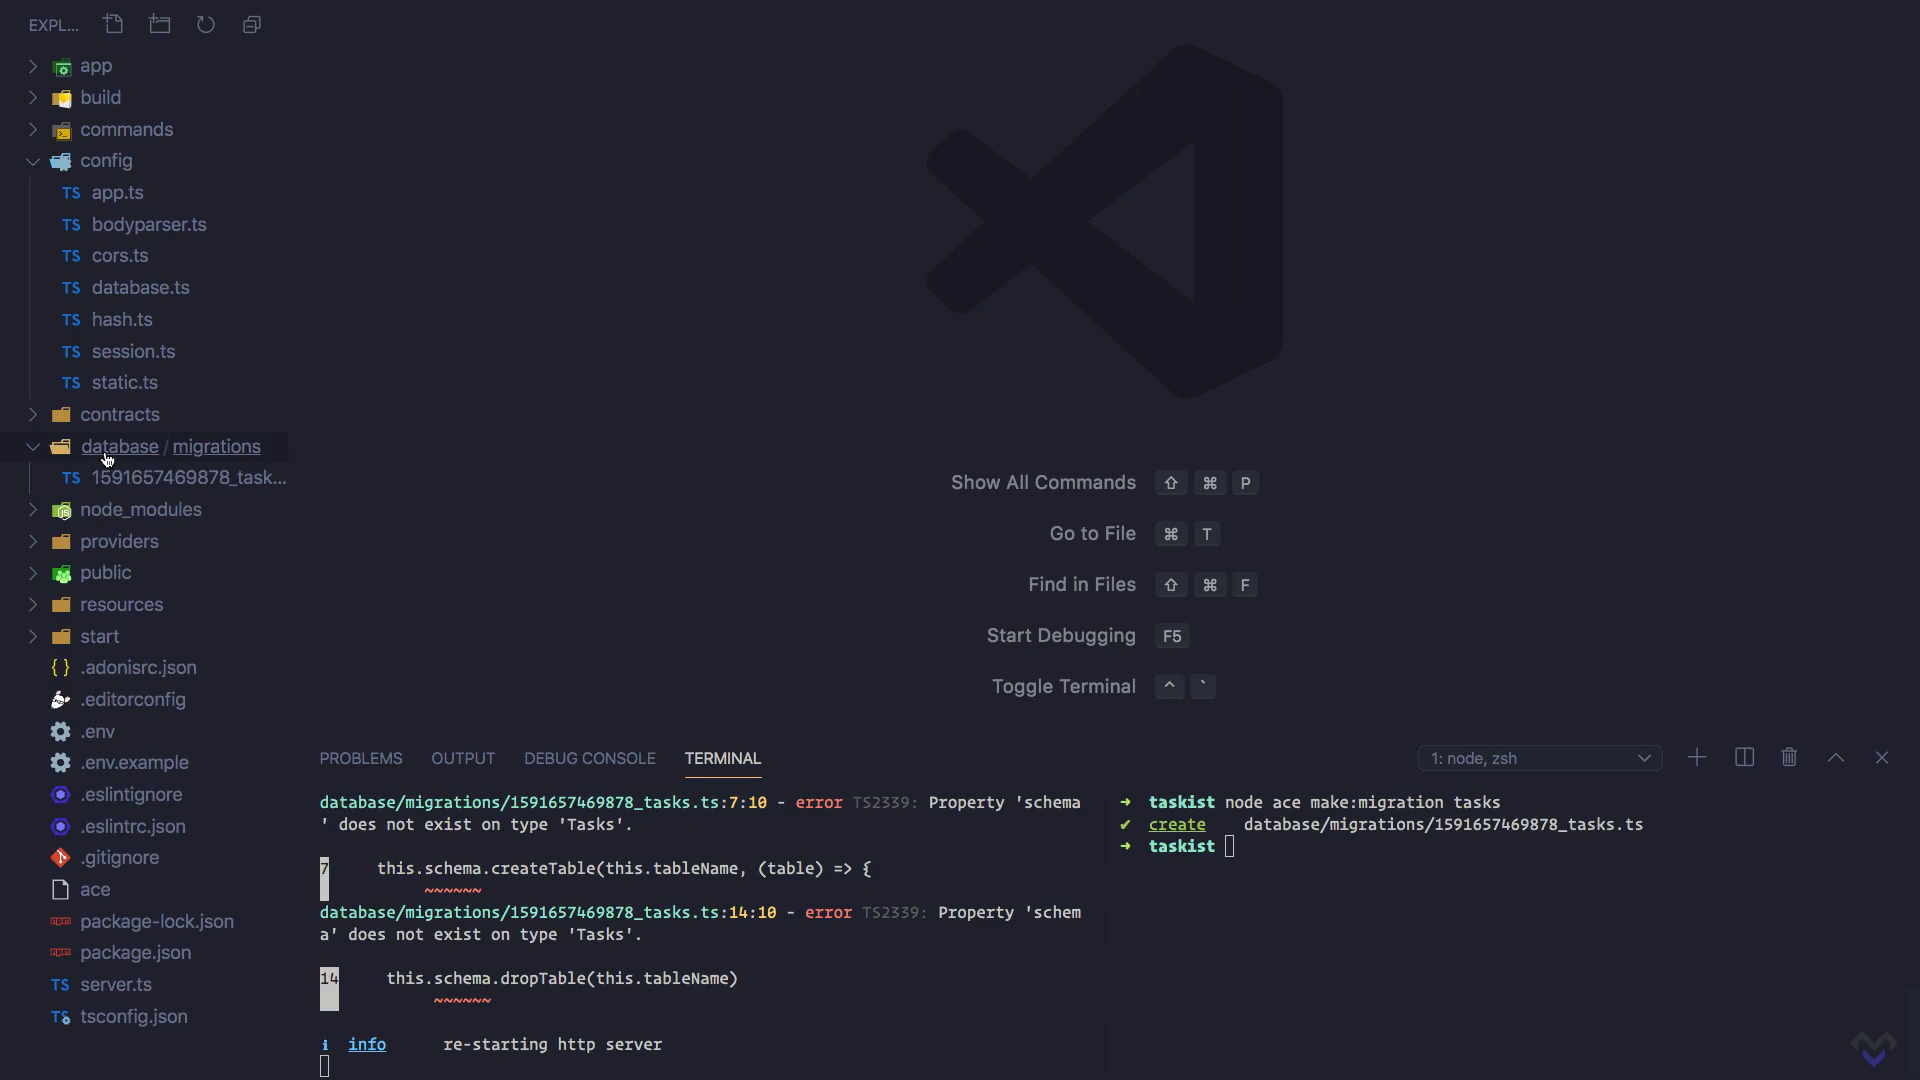 EXPL...
app
build
commands
config
TS app.ts
TS bodyparser.ts
TS cors.ts
TS database.ts
TS hash.ts
TS session.ts
TS static.ts
contracts
database / migrations
TS 1591657469878_task...
node_modules
providers
public
resources
start
{ } .adonisrc.json
.editorconfig
.env
.env.example
.eslintignore
.eslintrc.json
.gitignore
ace
package-lock.json
package.json
TS server.ts
TS tsconfig.json
Show All Commands ⇧ ⌘ P
Go to File ⌘ T
Find in Files ⇧ ⌘ F
Start Debugging F5
Toggle Terminal ^ `
PROBLEMS OUTPUT DEBUG CONSOLE TERMINAL
1: node, zsh
database/migrations/1591657469878_tasks.ts:7:10 - error TS2339: Property 'schema
' does not exist on type 'Tasks'.
7 this.schema.createTable(this.tableName, (table) => {
~~~~~~
database/migrations/1591657469878_tasks.ts:14:10 - error TS2339: Property 'schem
a' does not exist on type 'Tasks'.
14 this.schema.dropTable(this.tableName)
~~~~~~
i info re-starting http server
→ taskist node ace make:migration tasks
✔ create database/migrations/1591657469878_tasks.ts
→ taskist